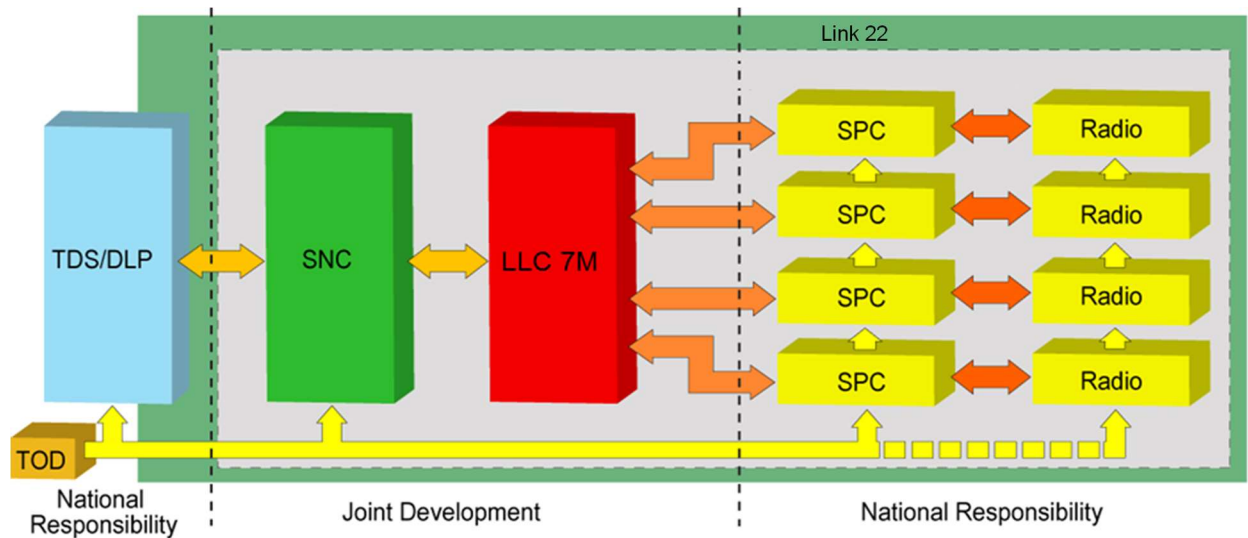 Link 22
TDS/DLP
SNC
LLC 7M
SPC
Radio
SPC
Radio
SPC
Radio
SPC
Radio
TOD
National
Responsibility
Joint Development
National Responsibility